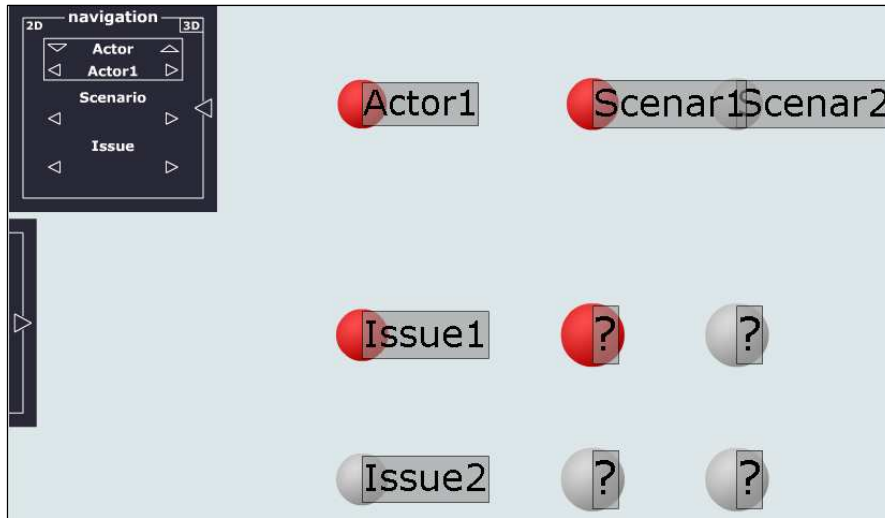 navigation
2D 3D
Actor
Actor1
Scenario
Issue
Actor1 Scenar1 Scenar2
Issue1 ? ?
Issue2 ? ?